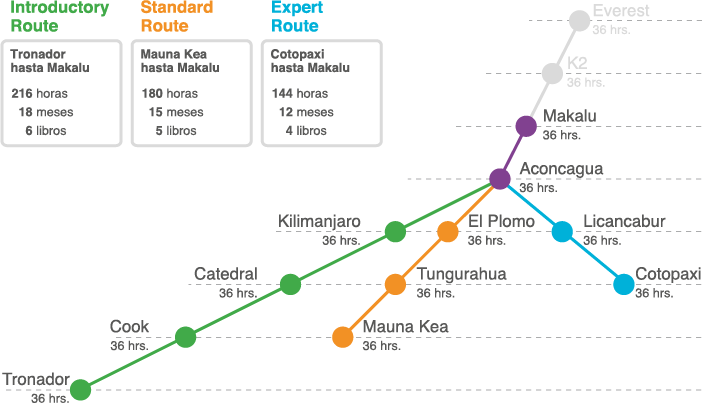 Introductory
Route
Standard
Route
Expert
Route
Tronador
hasta Makalu
216 horas
18 meses
6 libros
Mauna Kea
hasta Makalu
180 horas
15 meses
5 libros
Cotopaxi
hasta Makalu
144 horas
12 meses
4 libros
Everest
36 hrs.
K2
36 hrs.
Makalu
36 hrs.
Aconcagua
36 hrs.
Kilimanjaro
36 hrs.
El Plomo
36 hrs.
Licancabur
36 hrs.
Catedral
36 hrs.
Tungurahua
36 hrs.
Cotopaxi
36 hrs.
Cook
36 hrs.
Mauna Kea
36 hrs.
Tronador
36 hrs.